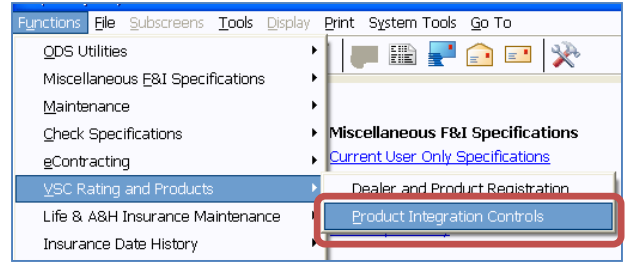 Functions File Subscreens Tools Display Print System Tools Go To
ODS Utilities
Miscellaneous F&I Specifications
Maintenance
Check Specifications
Miscellaneous F&I Specifications
eContracting
Current User Only Specifications
VSC Rating and Products
Dealer and Product Registration
Life & A&H Insurance Maintenance
Product Integration Controls
Insurance Date History